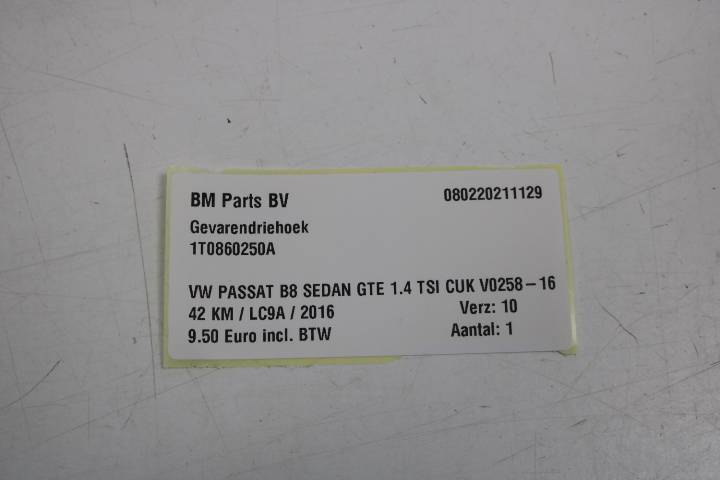 BM Parts BV 080220211129
Gevarendriehoek
1T0860250A
VW PASSAT B8 SEDAN GTE 1.4 TSI CUK V0258-16
42 KM / LC9A / 2016 Verz: 10
9.50 Euro incl. BTW Aantal: 1